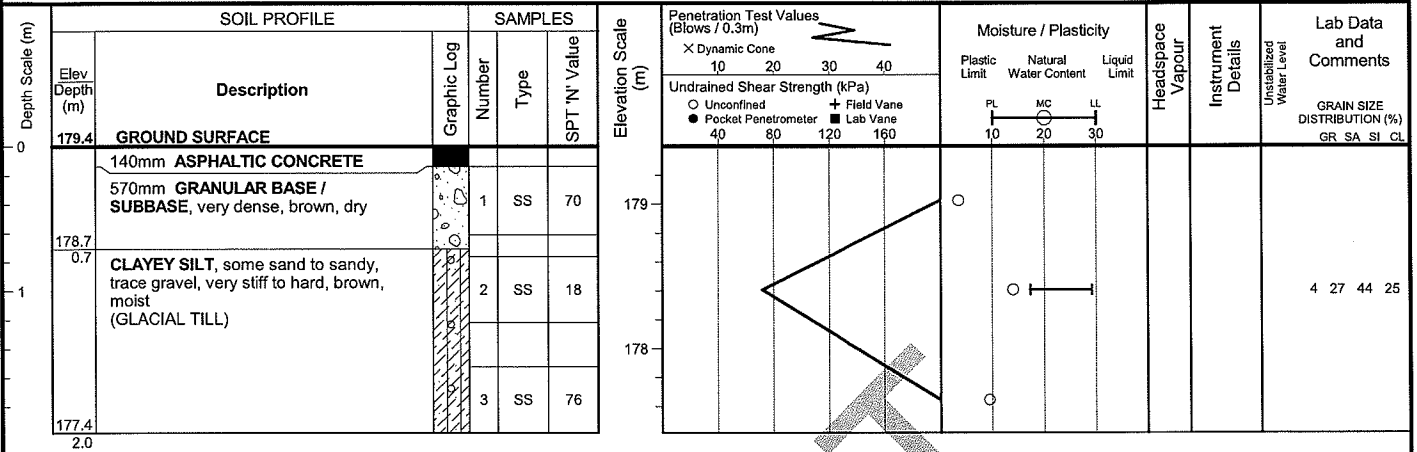 SOIL PROFILE
SAMPLES
Depth Scale (m)
Elev
Depth
(m)
Description
Graphic Log
Number
Type
SPT 'N' Value
Elevation Scale
(m)
Penetration Test Values
(Blows / 0.3m)
× Dynamic Cone
10 20 30 40
Undrained Shear Strength (kPa)
○ Unconfined + Field Vane
● Pocket Penetrometer ■ Lab Vane
40 80 120 160
Moisture / Plasticity
Plastic Natural Liquid
Limit Water Content Limit
PL MC LL
10 20 30
Headspace
Vapour
Instrument
Details
Unstabilized
Water Level
Lab Data
and
Comments
GRAIN SIZE
DISTRIBUTION (%)
GR SA SI CL
179.4 GROUND SURFACE
0
140mm ASPHALTIC CONCRETE
570mm GRANULAR BASE /
SUBBASE, very dense, brown, dry
1 SS 70
179
178.7
0.7
CLAYEY SILT, some sand to sandy,
trace gravel, very stiff to hard, brown,
moist
(GLACIAL TILL)
1
2 SS 18
4 27 44 25
178
3 SS 76
177.4
2.0